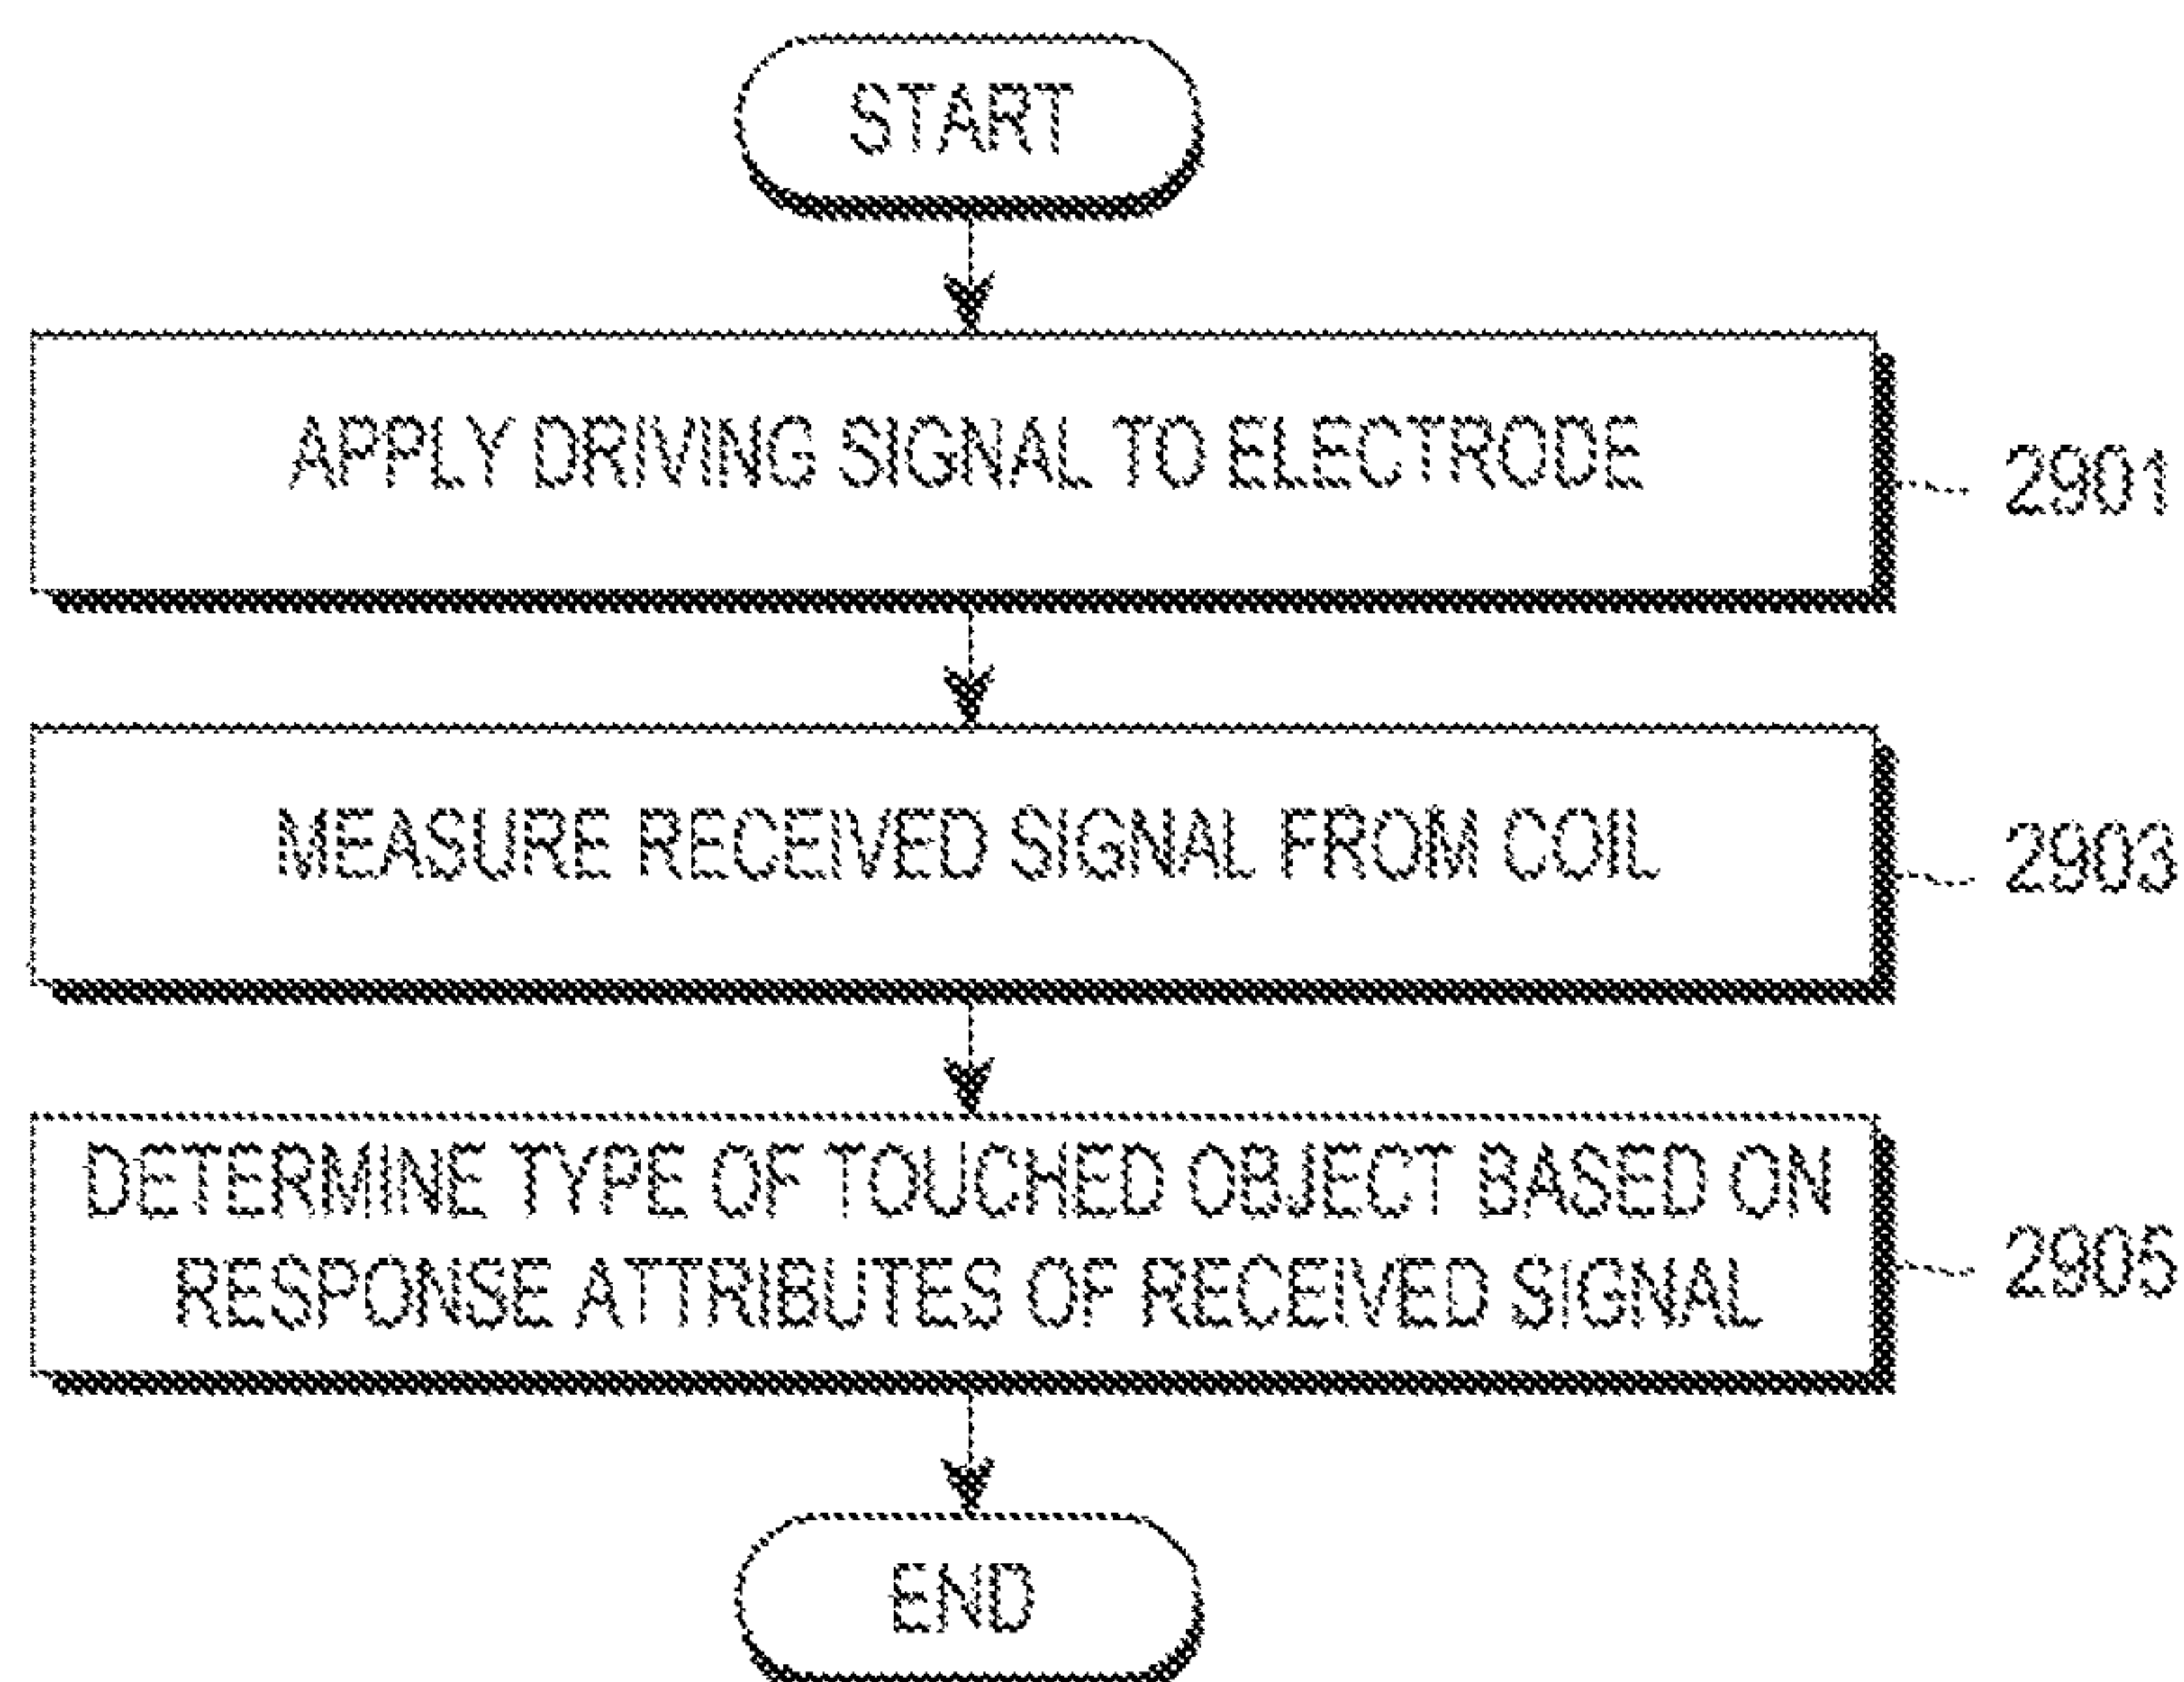 START
APPLY DRIVING SIGNAL TO ELECTRODE
2901
MEASURE RECEIVED SIGNAL FROM COIL
2903
DETERMINE TYPE OF TOUCHED OBJECT BASED ON
RESPONSE ATTRIBUTES OF RECEIVED SIGNAL
2905
END